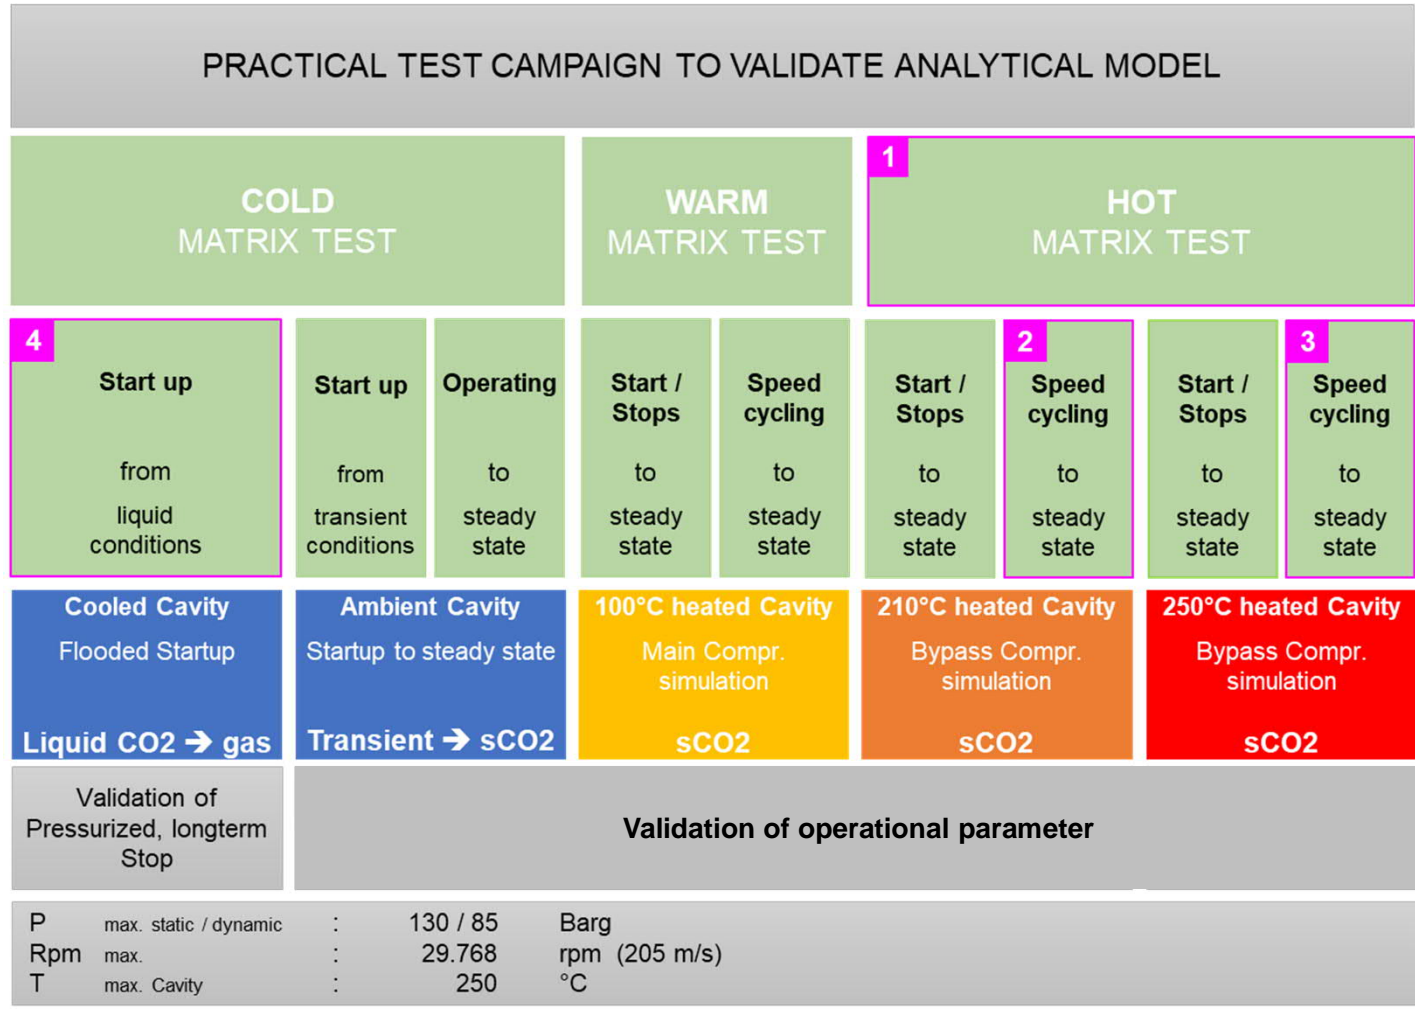 PRACTICAL TEST CAMPAIGN TO VALIDATE ANALYTICAL MODEL
COLD
MATRIX TEST
WARM
MATRIX TEST
1
HOT
MATRIX TEST
4
Start up
from
liquid
conditions
Start up
from
transient
conditions
Operating
to
steady
state
Start /
Stops
to
steady
state
Speed
cycling
to
steady
state
Start /
Stops
to
steady
state
2
Speed
cycling
to
steady
state
Start /
Stops
to
steady
state
3
Speed
cycling
to
steady
state
Cooled Cavity
Flooded Startup
Liquid CO2 ➔ gas
Ambient Cavity
Startup to steady state
Transient ➔ sCO2
100°C heated Cavity
Main Compr.
simulation
sCO2
210°C heated Cavity
Bypass Compr.
simulation
sCO2
250°C heated Cavity
Bypass Compr.
simulation
sCO2
Validation of
Pressurized, longterm
Stop
Validation of operational parameter
P max. static / dynamic : 130 / 85 Barg
Rpm max. : 29.768 rpm (205 m/s)
T max. Cavity : 250 °C